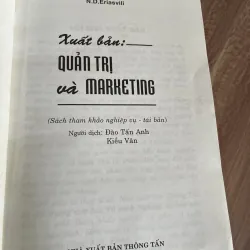 N.D.Eriasvili
Xuất bản:
QUẢN TRỊ
và MARKETING
(Sách tham khảo nghiệp vụ - tái bản)
Người dịch: Đào Tấn Anh
Kiều Vân
NHÀ XUẤT BẢN THÔNG TẤN